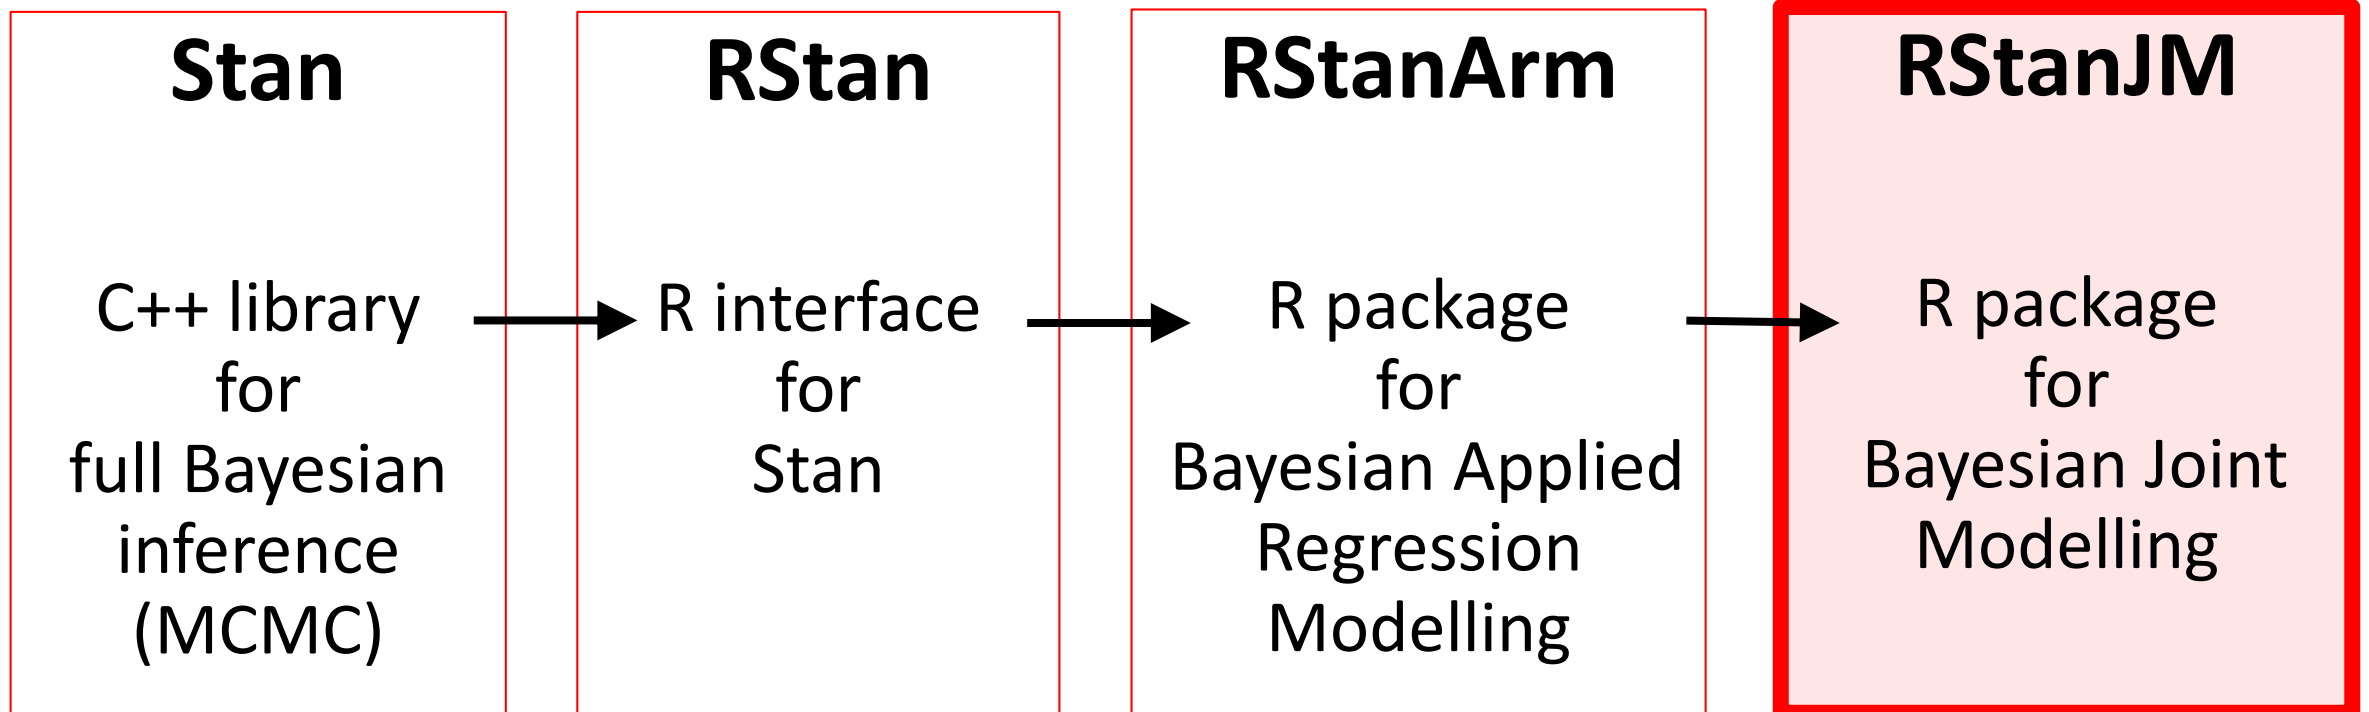 Stan
C++ library
for
full Bayesian
inference
(MCMC)
RStan
R interface
for
Stan
RStanArm
R package
for
Bayesian Applied
Regression
Modelling
RStanJM
R package
for
Bayesian Joint
Modelling